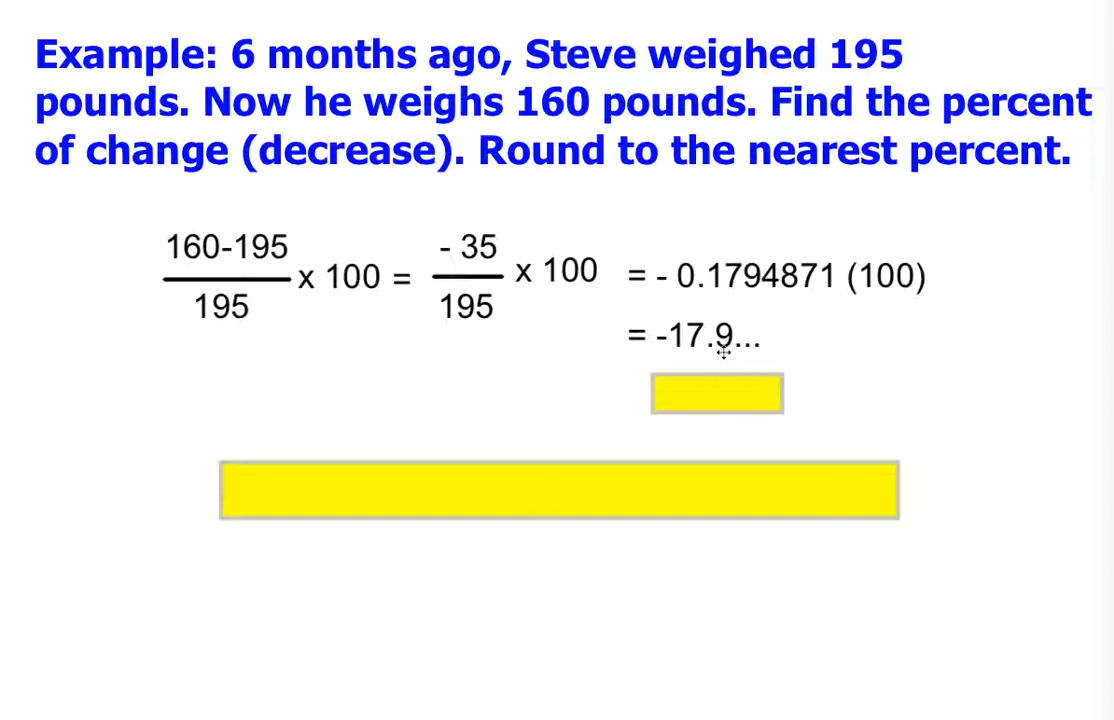 Example: 6 months ago, Steve weighed 195
pounds. Now he weighs 160 pounds. Find the percent
of change (decrease). Round to the nearest percent.
160-195
195
x 100 =
- 35
195
x 100
= - 0.1794871 (100)
= -17.9...